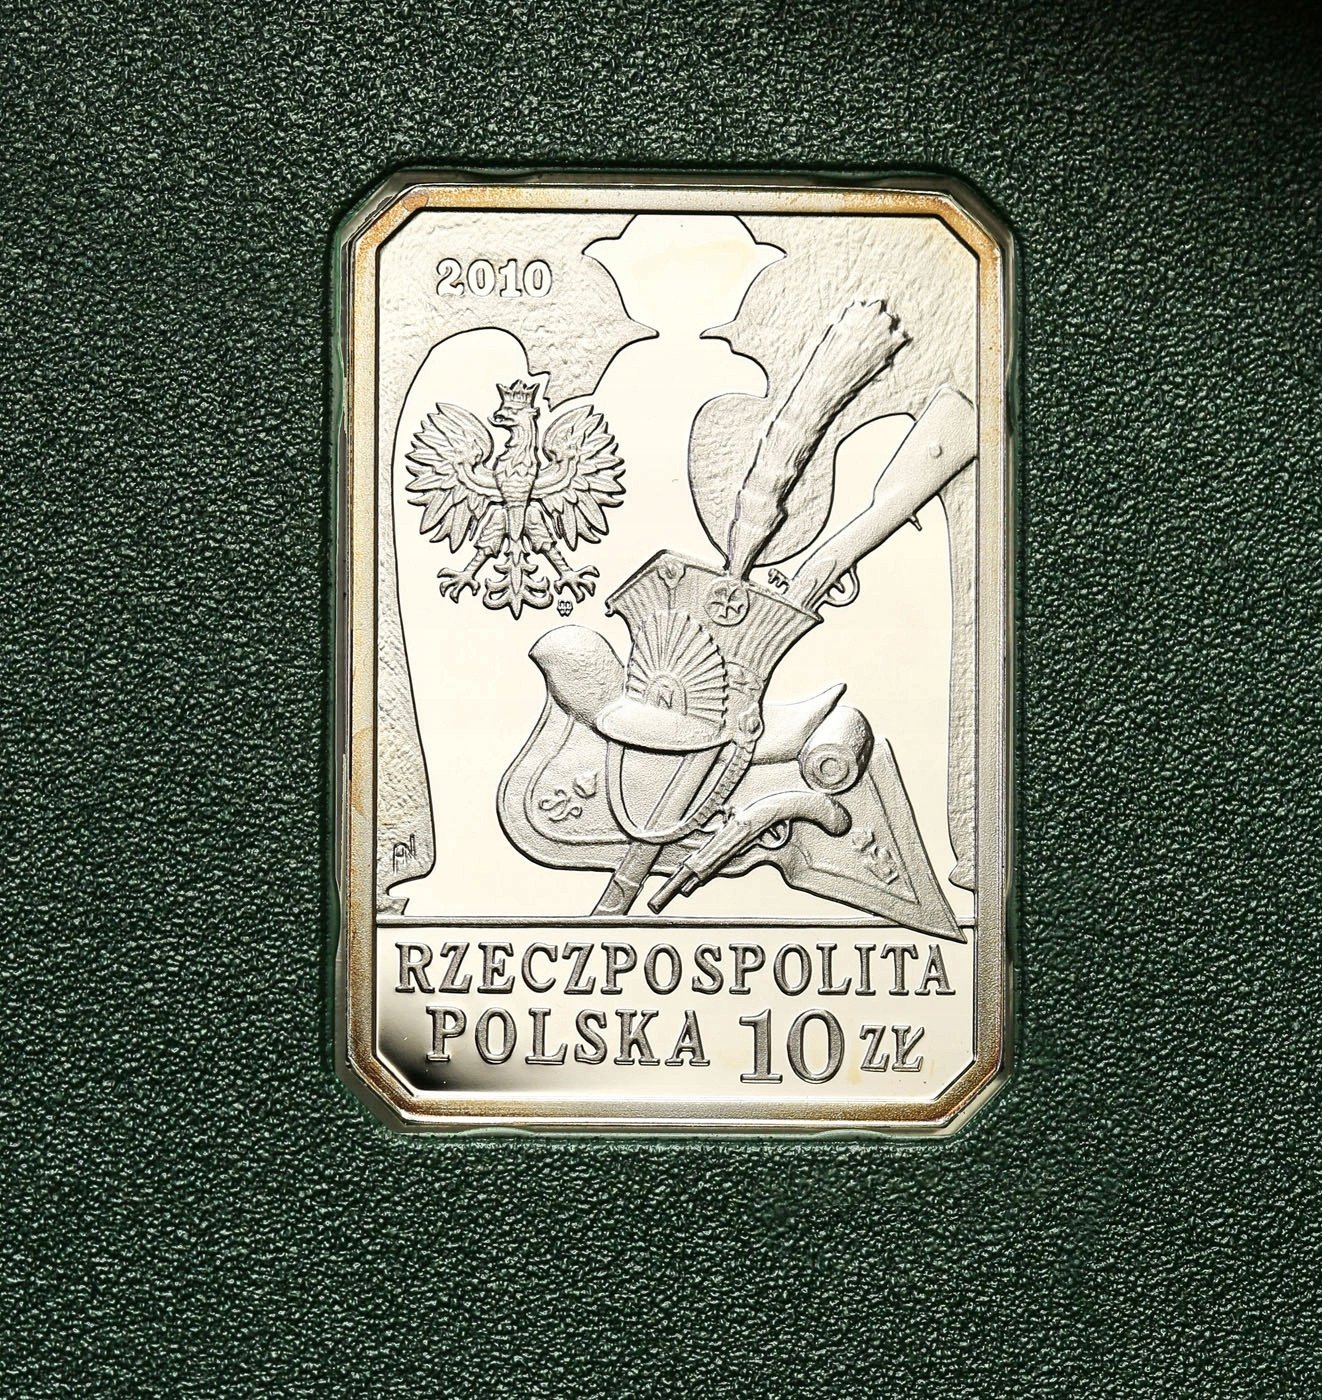 2010
N
RZECZPOSPOLITA
POLSKA 10 ZŁ